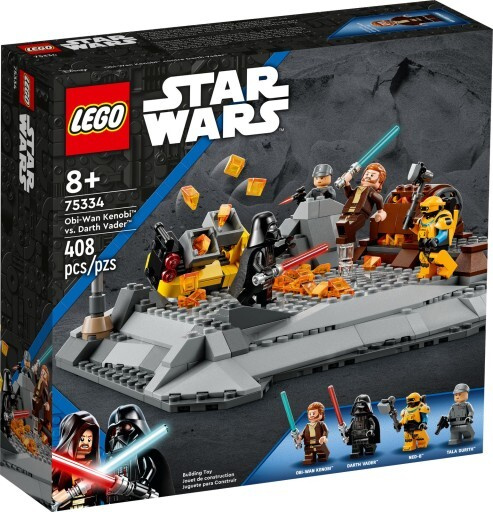 LEGO
STAR
WARS
™
LEGO
STAR
WARS
8+
75334
Obi-Wan Kenobi™
vs. Darth Vader™
408
pcs/pzs
Building Toy
Jouet de construction
Juguete para Construir
OBI-WAN KENOBI™
DARTH VADER™
NED-B™
TALA DURITH™